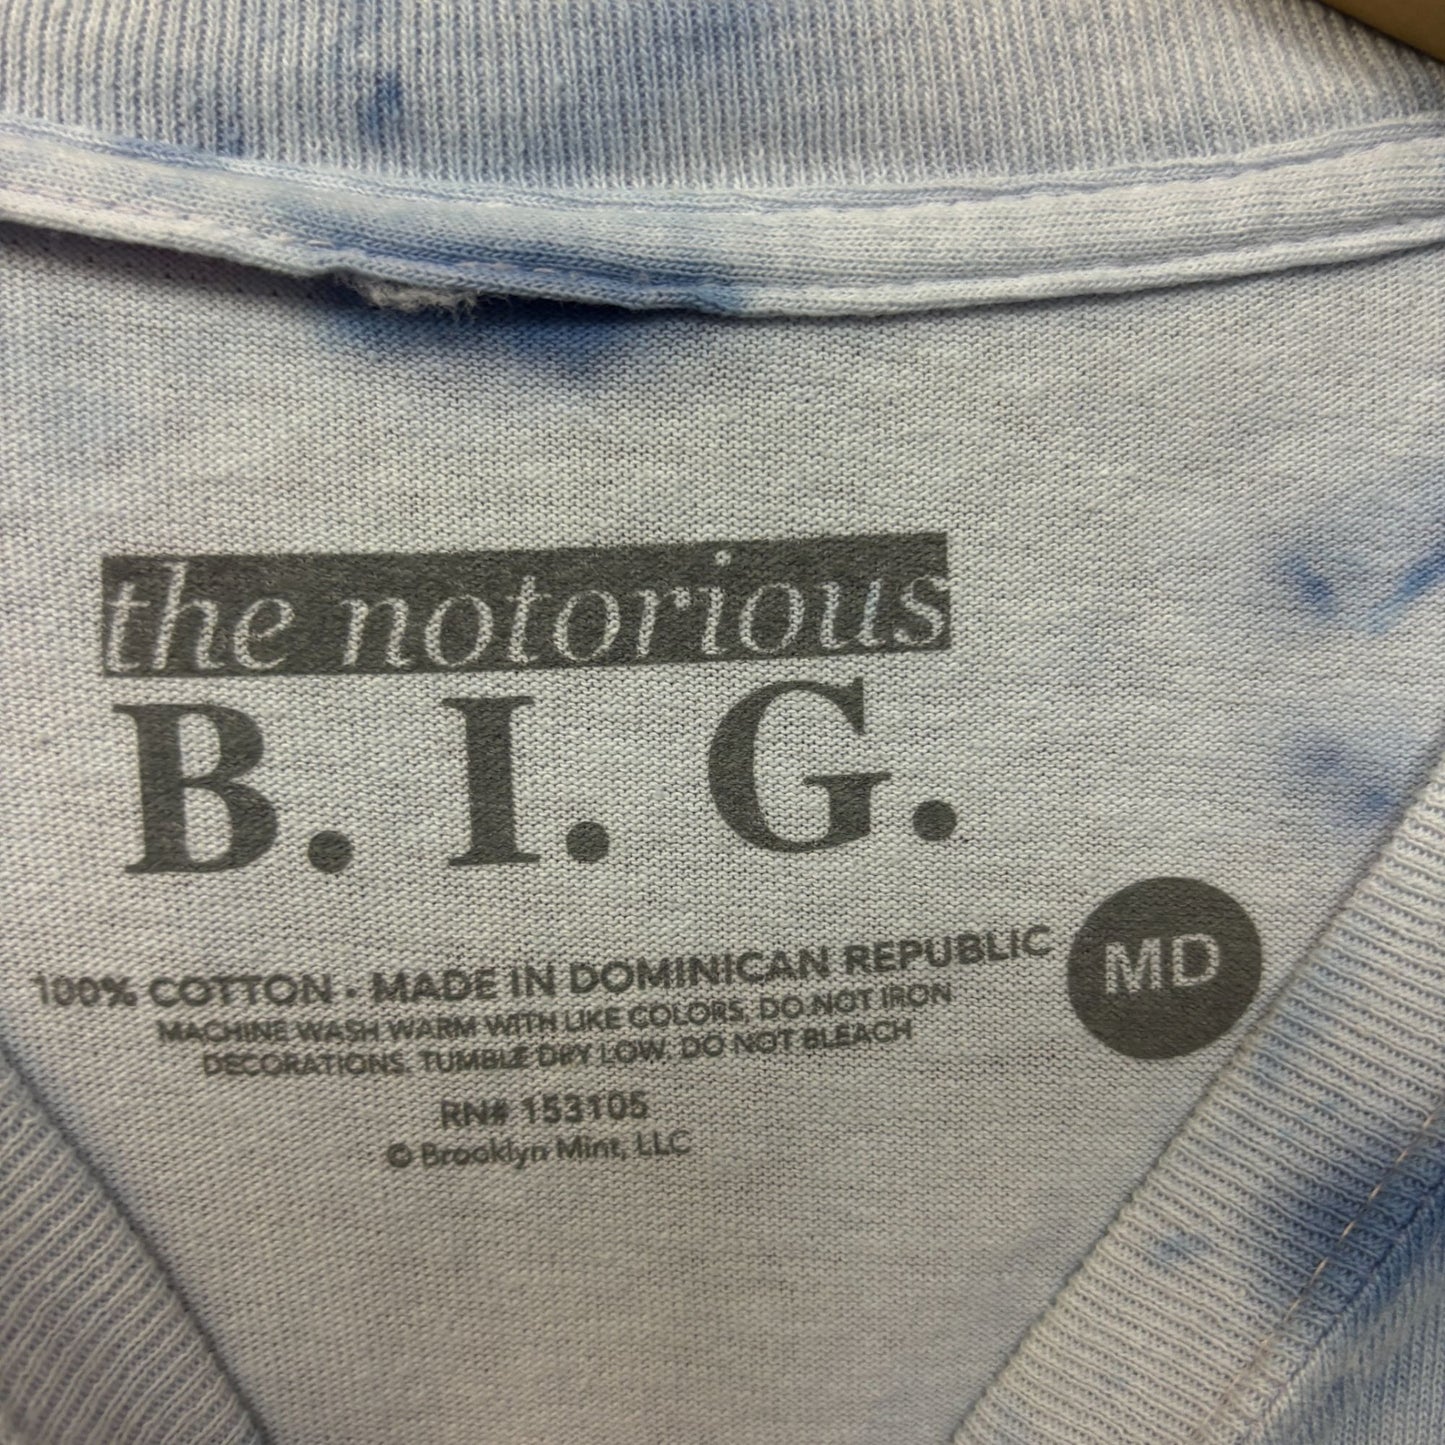 the notorious
B. I. G.
100% COTTON • MADE IN DOMINICAN REPUBLIC
MD
MACHINE WASH WARM WITH LIKE COLORS, DO NOT IRON
DECORATIONS. TUMBLE DRY LOW. DO NOT BLEACH
RN# 153105
© Brooklyn Mint, LLC